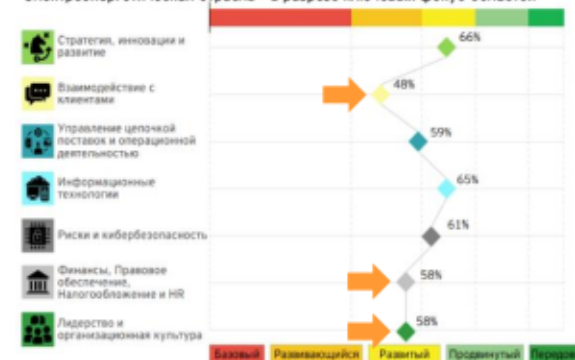 Стратегия, инновации и
развитие
66%
Взаимодействие с
клиентами
48%
Управление цепочкой
поставок и операционной
деятельностью
59%
Информационные
технологии
65%
Риски и кибербезопасность
61%
Финансы, Правовое
обеспечение,
Налогообложение и HR
58%
Лидерство и
организационная культура
58%
Базовый Развивающийся Развитый Продвинутый